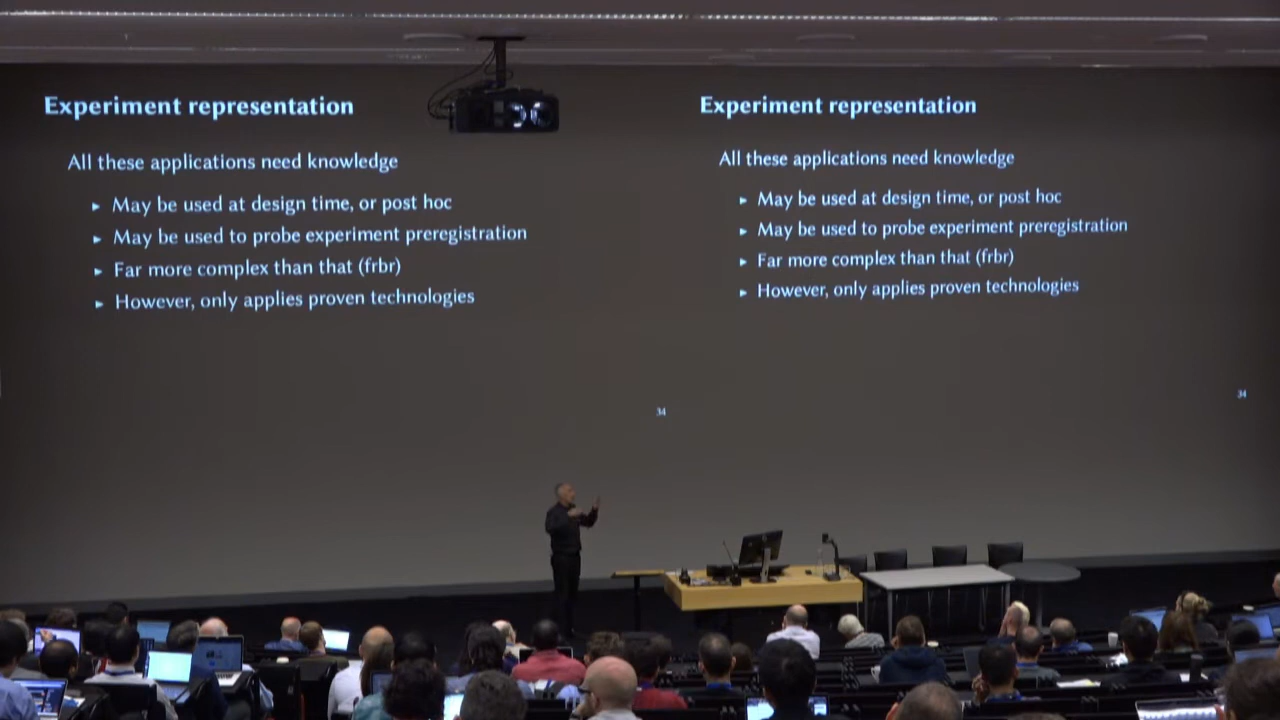 Experiment representation
All these applications need knowledge
▸ May be used at design time, or post hoc
▸ May be used to probe experiment preregistration
▸ Far more complex than that (frbr)
▸ However, only applies proven technologies
34
Experiment representation
All these applications need knowledge
▸ May be used at design time, or post hoc
▸ May be used to probe experiment preregistration
▸ Far more complex than that (frbr)
▸ However, only applies proven technologies
34